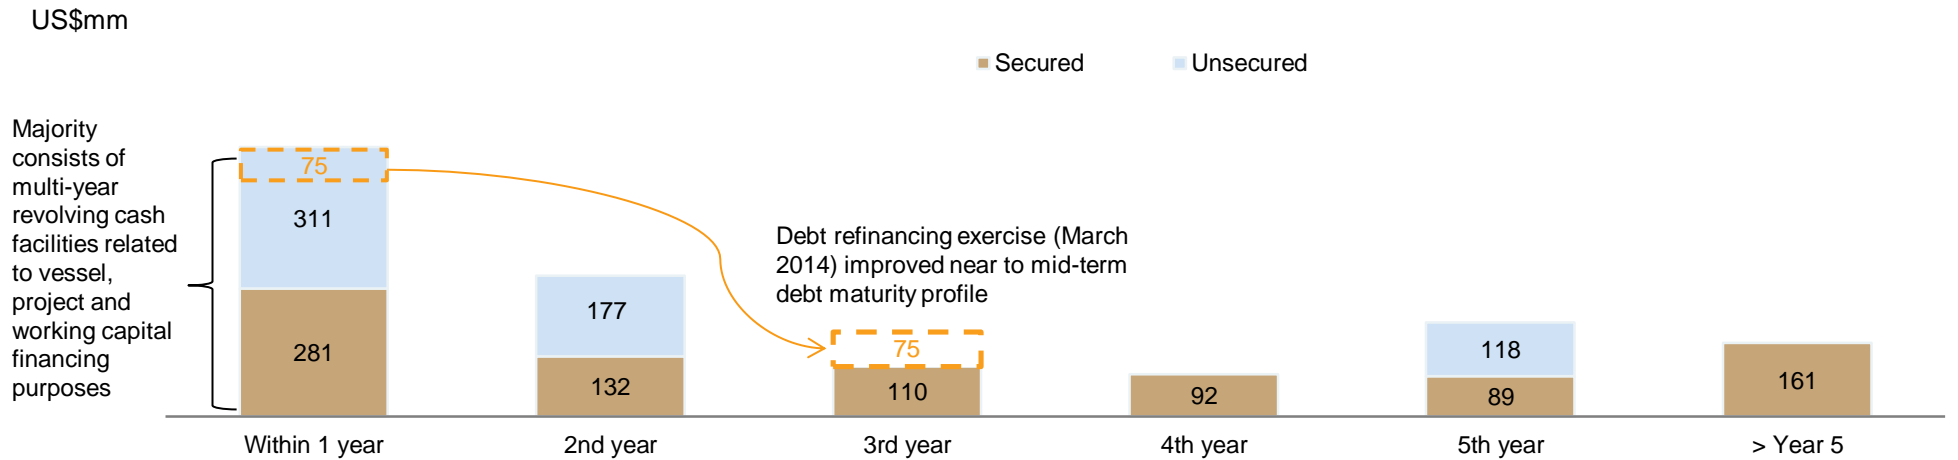 US$mm
Secured
Unsecured
Majority
consists of
multi-year
revolving cash
facilities related
to vessel,
project and
working capital
financing
purposes
75
311
281
177
132
Debt refinancing exercise (March
2014) improved near to mid-term
debt maturity profile
75
110
92
118
89
161
Within 1 year
2nd year
3rd year
4th year
5th year
> Year 5